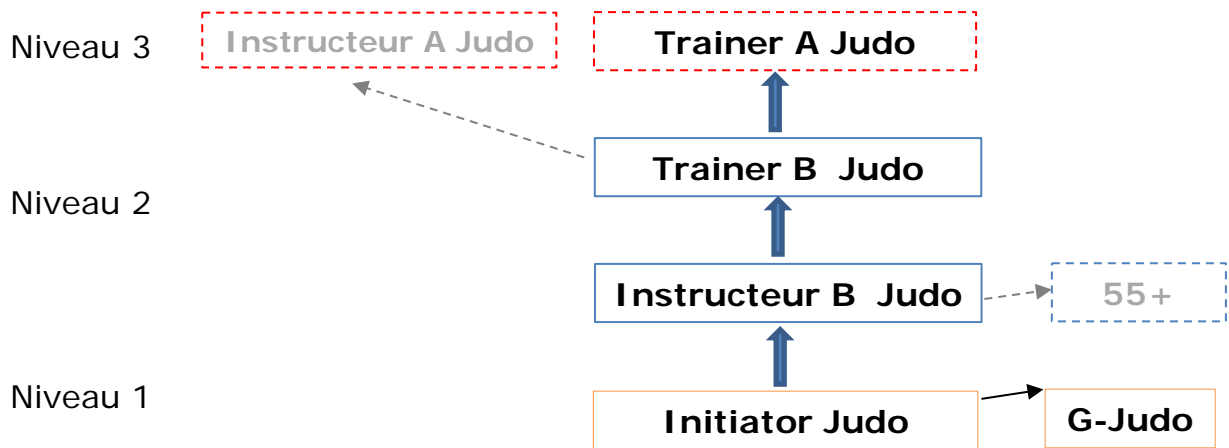 Niveau 3
Instructeur A Judo
Trainer A Judo
Trainer B Judo
Niveau 2
Instructeur B Judo
55+
Niveau 1
Initiator Judo
G-Judo